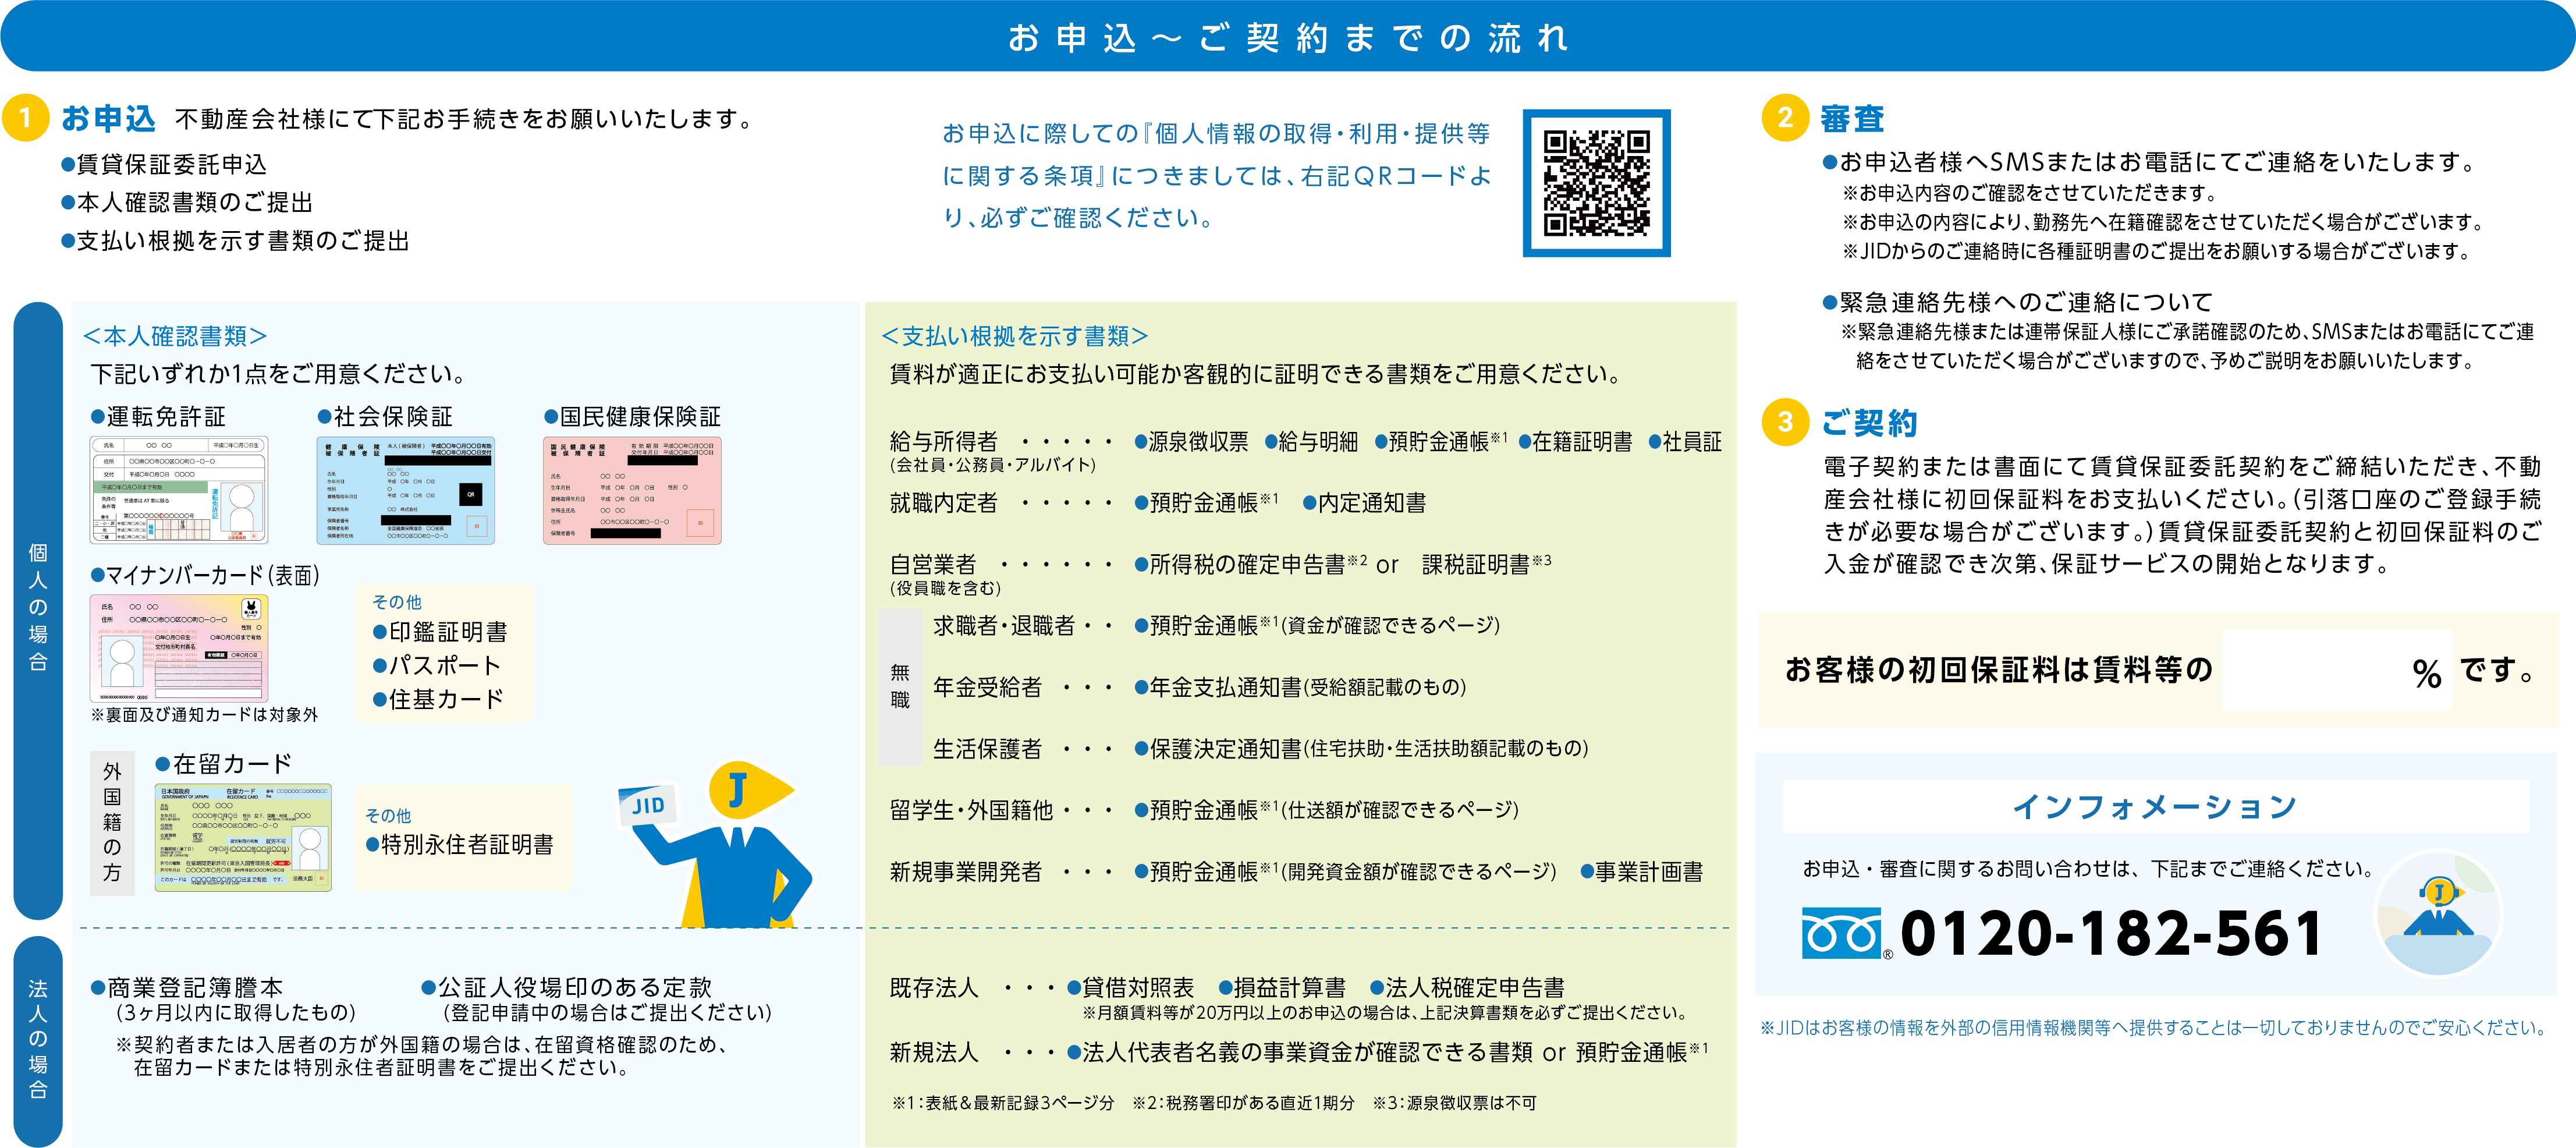 お申込～ご契約までの流れ
1 お申込 不動産会社様にて下記お手続きをお願いいたします。
●賃貸保証委託申込
●本人確認書類のご提出
●支払い根拠を示す書類のご提出
お申込に際しての『個人情報の取得・利用・提供等
に関する条項』につきましては、右記QRコードよ
り、必ずご確認ください。
個人の場合
＜本人確認書類＞
下記いずれか1点をご用意ください。
●運転免許証 ●社会保険証 ●国民健康保険証
●マイナンバーカード（表面）
※裏面及び通知カードは対象外
その他
●印鑑証明書
●パスポート
●住基カード
外国籍の方
●在留カード
日本国政府 在留カード
その他
●特別永住者証明書
JID
J
＜支払い根拠を示す書類＞
賃料が適正にお支払い可能か客観的に証明できる書類をご用意ください。
給与所得者 ・・・・・ ●源泉徴収票 ●給与明細 ●預貯金通帳※1 ●在籍証明書 ●社員証
(会社員・公務員・アルバイト)
就職内定者 ・・・・・ ●預貯金通帳※1 ●内定通知書
自営業者 ・・・・・・ ●所得税の確定申告書※2 or 課税証明書※3
(役員職を含む)
無職
求職者・退職者・・ ●預貯金通帳※1(資金が確認できるページ)
年金受給者 ・・・ ●年金支払通知書(受給額記載のもの)
生活保護者 ・・・ ●保護決定通知書(住宅扶助・生活扶助額記載のもの)
留学生・外国籍他・・・ ●預貯金通帳※1(仕送額が確認できるページ)
新規事業開発者 ・・・ ●預貯金通帳※1(開発資金額が確認できるページ) ●事業計画書
法人の場合
●商業登記簿謄本 ●公証人役場印のある定款
(3ヶ月以内に取得したもの) (登記申請中の場合はご提出ください)
※契約者または入居者の方が外国籍の場合は、在留資格確認のため、
在留カードまたは特別永住者証明書をご提出ください。
既存法人 ・・・●貸借対照表 ●損益計算書 ●法人税確定申告書
※月額賃料等が20万円以上のお申込の場合は、上記決算書類を必ずご提出ください。
新規法人 ・・・●法人代表者名義の事業資金が確認できる書類 or 預貯金通帳※1
※1：表紙＆最新記録3ページ分 ※2：税務署印がある直近1期分 ※3：源泉徴収票は不可
2 審査
●お申込者様へSMSまたはお電話にてご連絡をいたします。
※お申込内容のご確認をさせていただきます。
※お申込の内容により、勤務先へ在籍確認をさせていただく場合がございます。
※JIDからのご連絡時に各種証明書のご提出をお願いする場合がございます。
●緊急連絡先様へのご連絡について
※緊急連絡先様または連帯保証人様にご承諾確認のため、SMSまたはお電話にてご連
絡をさせていただく場合がございますので、予めご説明をお願いいたします。
3 ご契約
電子契約または書面にて賃貸保証委託契約をご締結いただき、不動
産会社様に初回保証料をお支払いください。（引落口座のご登録手続
きが必要な場合がございます。）賃貸保証委託契約と初回保証料のご
入金が確認でき次第、保証サービスの開始となります。
お客様の初回保証料は賃料等の % です。
インフォメーション
お申込・審査に関するお問い合わせは、下記までご連絡ください。
® 0120-182-561
J
※JIDはお客様の情報を外部の信用情報機関等へ提供することは一切しておりませんのでご安心ください。